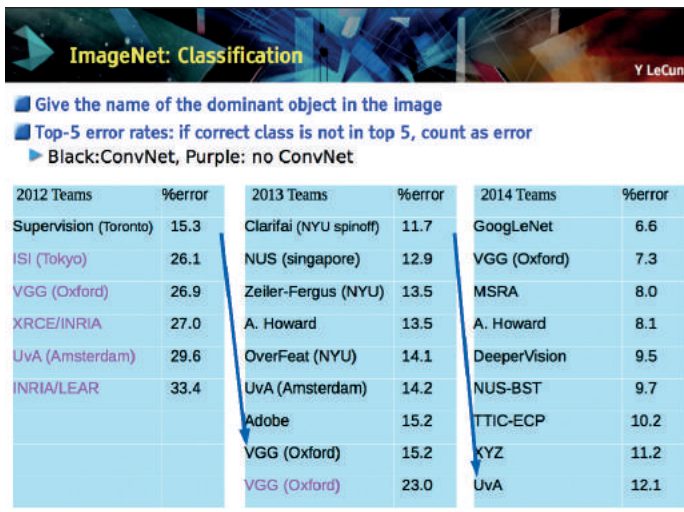 ImageNet: Classification
Y LeCun
Give the name of the dominant object in the image
Top-5 error rates: if correct class is not in top 5, count as error
Black:ConvNet, Purple: no ConvNet
2012 Teams %error 2013 Teams %error 2014 Teams %error
Supervision (Toronto) 15.3 Clarifai (NYU spinoff) 11.7 GoogLeNet 6.6
ISI (Tokyo) 26.1 NUS (singapore) 12.9 VGG (Oxford) 7.3
VGG (Oxford) 26.9 Zeiler-Fergus (NYU) 13.5 MSRA 8.0
XRCE/INRIA 27.0 A. Howard 13.5 A. Howard 8.1
UvA (Amsterdam) 29.6 OverFeat (NYU) 14.1 DeeperVision 9.5
INRIA/LEAR 33.4 UvA (Amsterdam) 14.2 NUS-BST 9.7
Adobe 15.2 TTIC-ECP 10.2
VGG (Oxford) 15.2 XYZ 11.2
VGG (Oxford) 23.0 UvA 12.1